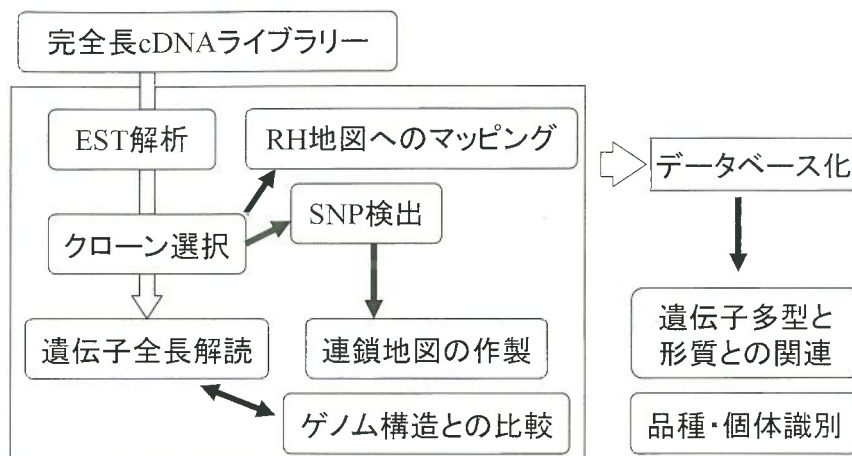 完全長cDNAライブラリー
EST解析
RH地図へのマッピング
データベース化
SNP検出
クローン選択
遺伝子全長解読
連鎖地図の作製
遺伝子多型と
形質との関連
ゲノム構造との比較
品種・個体識別